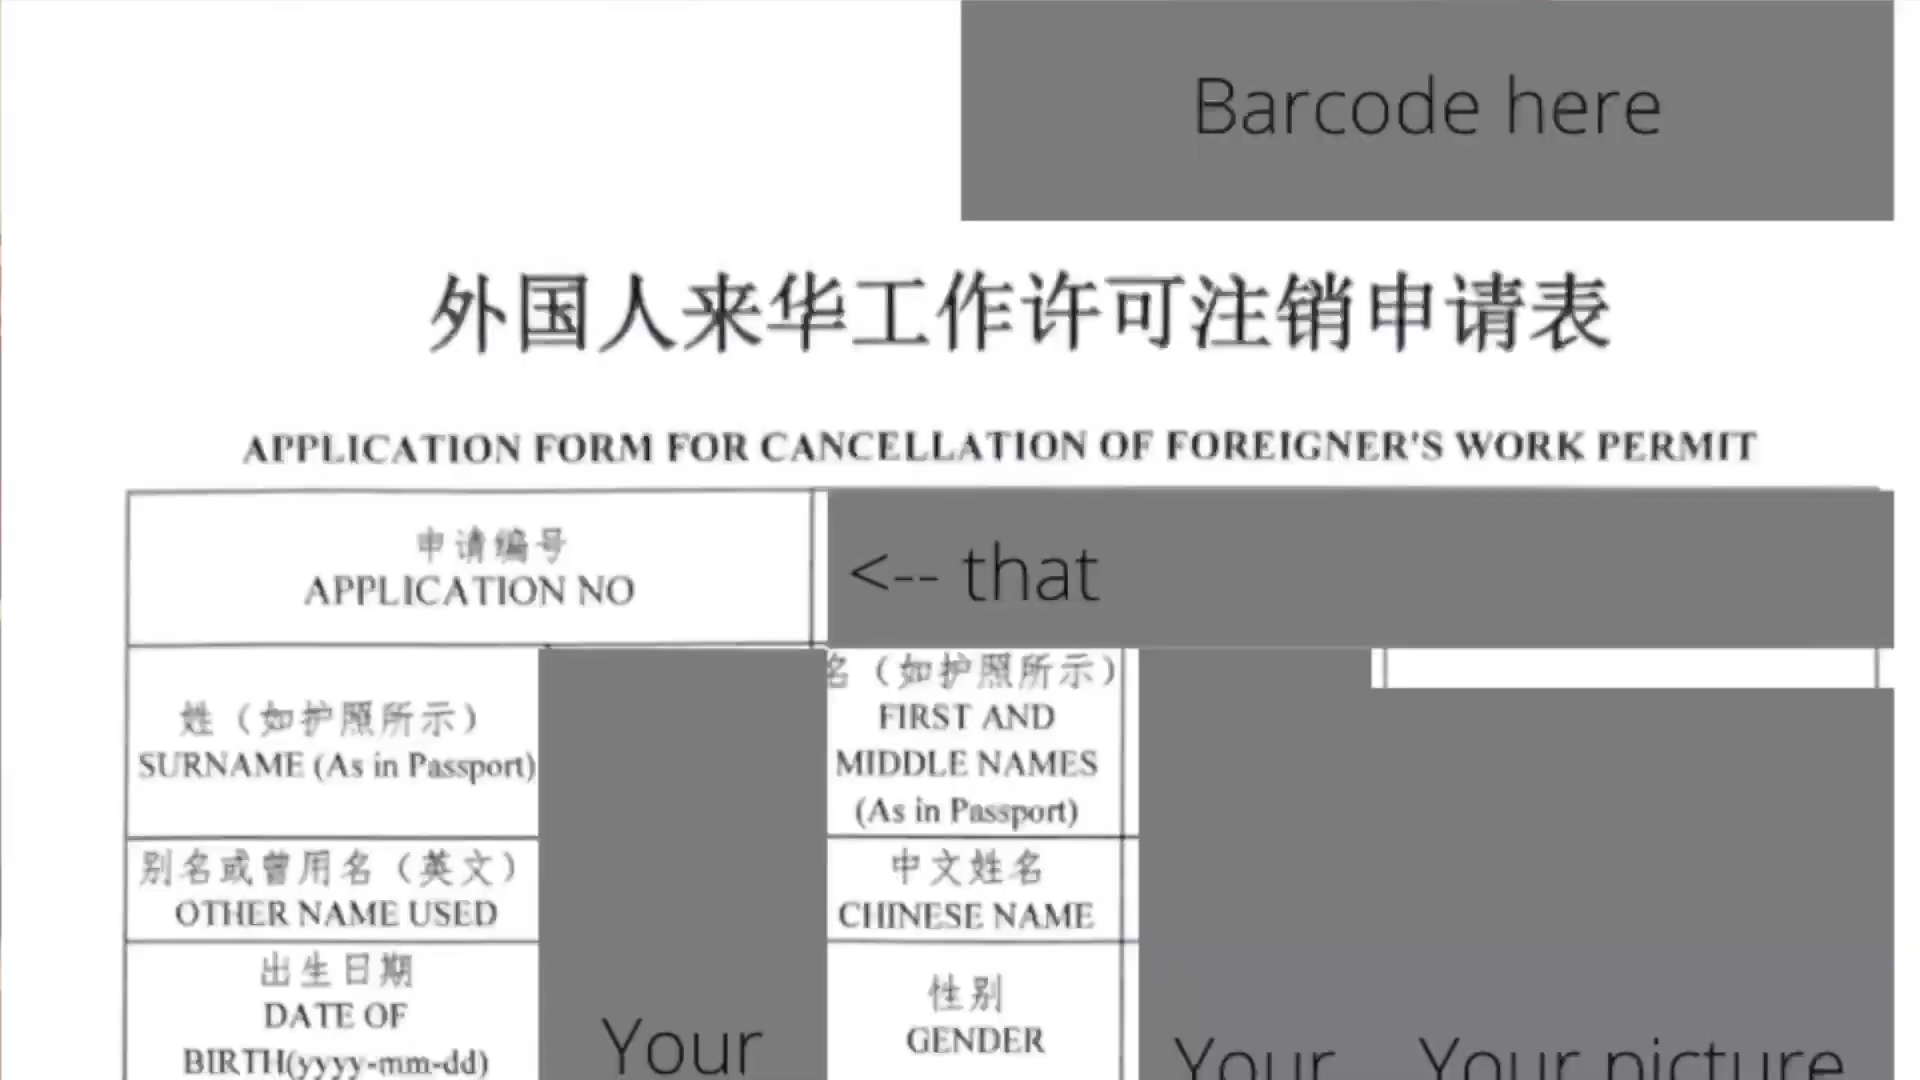 Barcode here
外国人来华工作许可注销申请表
APPLICATION FORM FOR CANCELLATION OF FOREIGNER'S WORK PERMIT
申请编号
APPLICATION NO
<-- that
姓（如护照所示）
SURNAME (As in Passport)
名（如护照所示）
FIRST AND
MIDDLE NAMES
(As in Passport)
别名或曾用名（英文）
OTHER NAME USED
中文姓名
CHINESE NAME
出生日期
DATE OF
BIRTH(yyyy-mm-dd)
Your
性别
GENDER
Your
Your picture